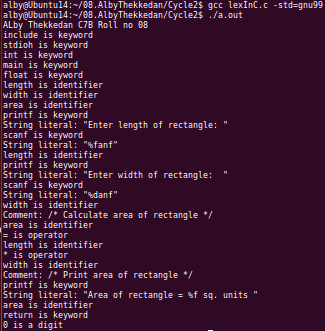 alby@Ubuntu14:~/08.AlbyThekkedan/Cycle2$ gcc lexInC.c -std=gnu99
alby@Ubuntu14:~/08.AlbyThekkedan/Cycle2$ ./a.out
ALby Thekkedan C7B Roll no 08
include is keyword
stdioh is keyword
int is keyword
main is keyword
float is keyword
length is identifier
width is identifier
area is identifier
printf is keyword
String literal: "Enter length of rectangle: "
scanf is keyword
String literal: "%fanf"
length is identifier
printf is keyword
String literal: "Enter width of rectangle:  "
scanf is keyword
String literal: "%danf"
width is identifier
Comment: /* Calculate area of rectangle */
area is identifier
= is operator
length is identifier
* is operator
width is identifier
Comment: /* Print area of rectangle */
printf is keyword
String literal: "Area of rectangle = %f sq. units "
area is identifier
return is keyword
0 is a digit